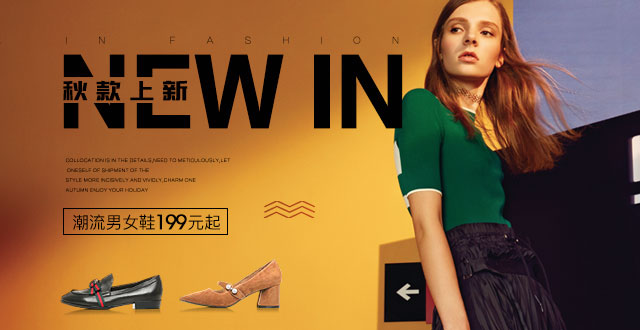 IN FASHION
NEW IN
秋款上新
COLLOCATION IS IN THE DETAILS,NEED TO METICULOUSLY,LET
ONESELF OF SHIPMENT OF THE
STYLE MORE INCISIVELY AND VIVIELY,CHARM ONE
AUTUMN ENJOY YOUR HOLIDAY
潮流男女鞋199元起